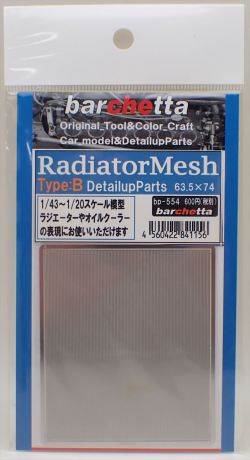 barchetta
Original_Tool&Color_Craft
Car_model&DetailupParts
RadiatorMesh
Type:B DetailupParts 63.5×74
1/43～1/20スケール模型
ラジエーターやオイルクーラー
の表現にお使いいただけます
bp-554 600円(税別)
barchetta
4 560422 841156